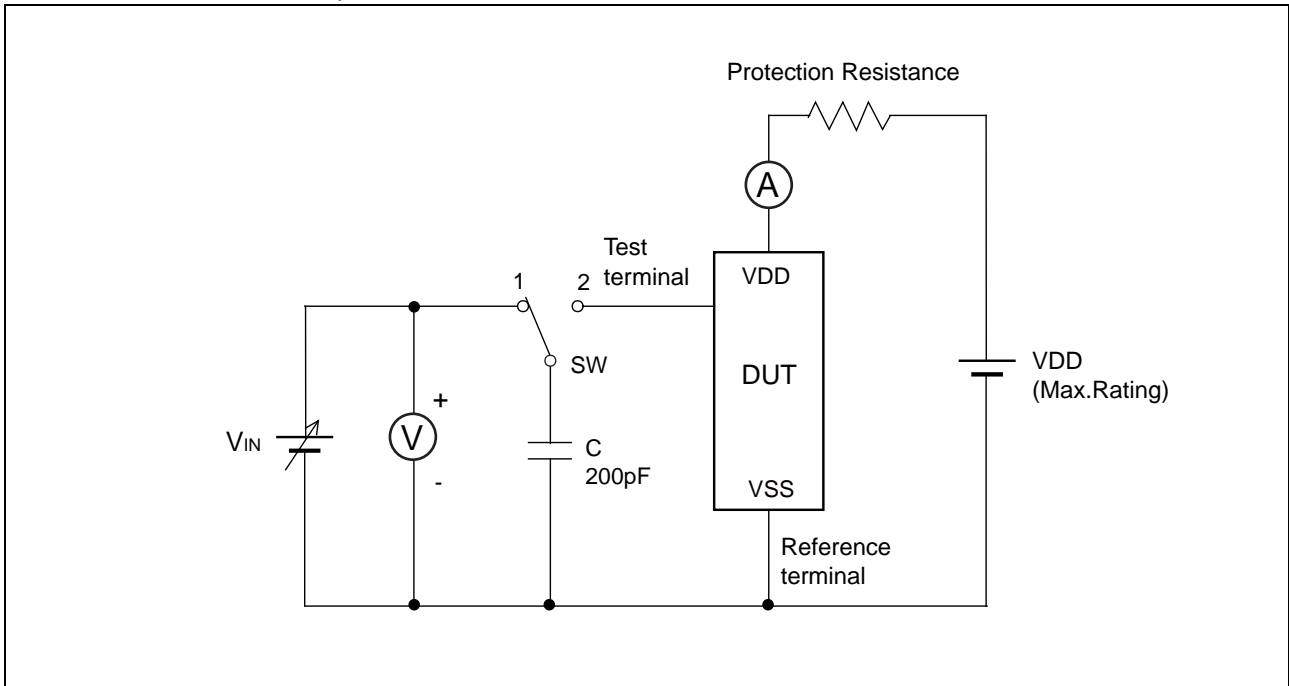 Protection Resistance
A
Test
terminal
1
2
VDD
SW
DUT
VDD
(Max.Rating)
VIN
+
V
-
C
200pF
VSS
Reference
terminal